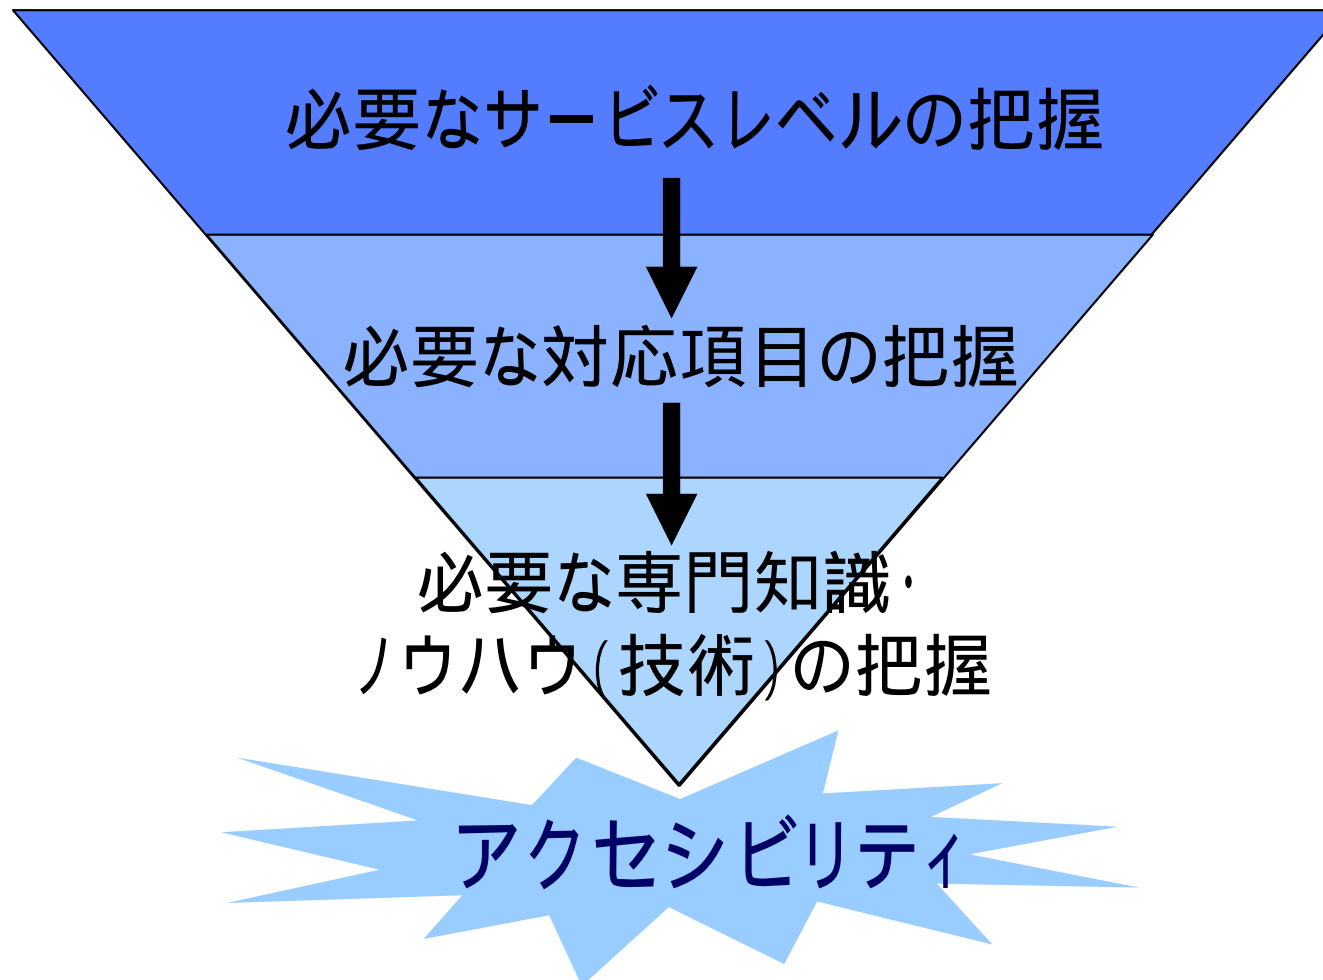 必要なサービスレベルの把握
必要な対応項目の把握
必要な専門知識・
ノウハウ(技術)の把握
アクセシビリティ